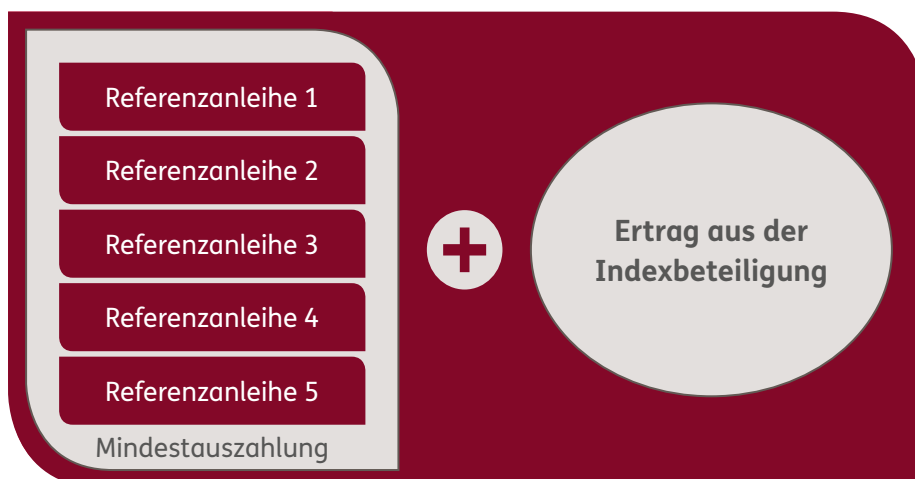 Referenzanleihe 1
Referenzanleihe 2
Referenzanleihe 3
Referenzanleihe 4
Referenzanleihe 5
Mindestauszahlung
+
Ertrag aus der
Indexbeteiligung